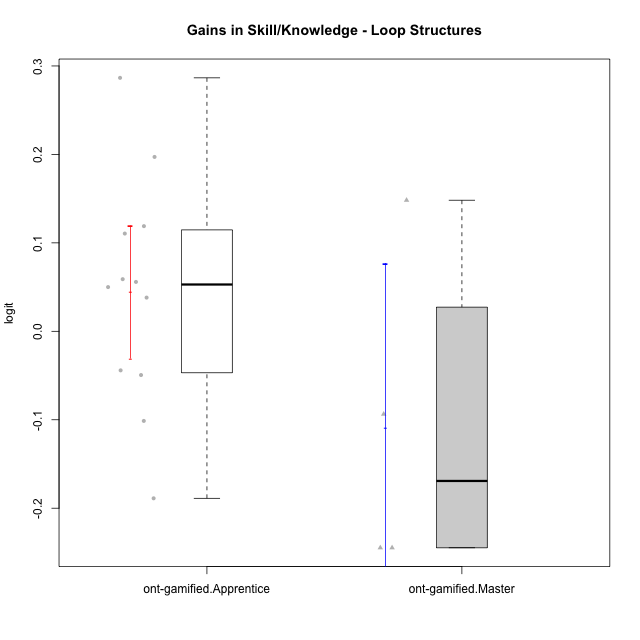 Gains in Skill/Knowledge - Loop Structures
0.3
0.2
0.1
0.0
-0.1
-0.2
logit
ont-gamified.Apprentice
ont-gamified.Master